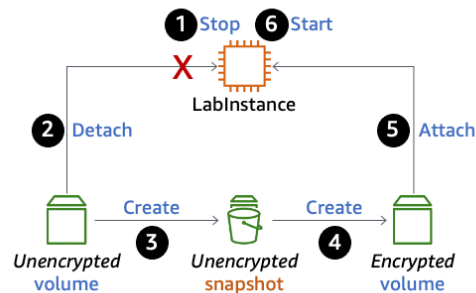 1 Stop 6 Start
X
LabInstance
2 Detach
5 Attach
Create Create
3 4
Unencrypted Unencrypted Encrypted
volume snapshot volume